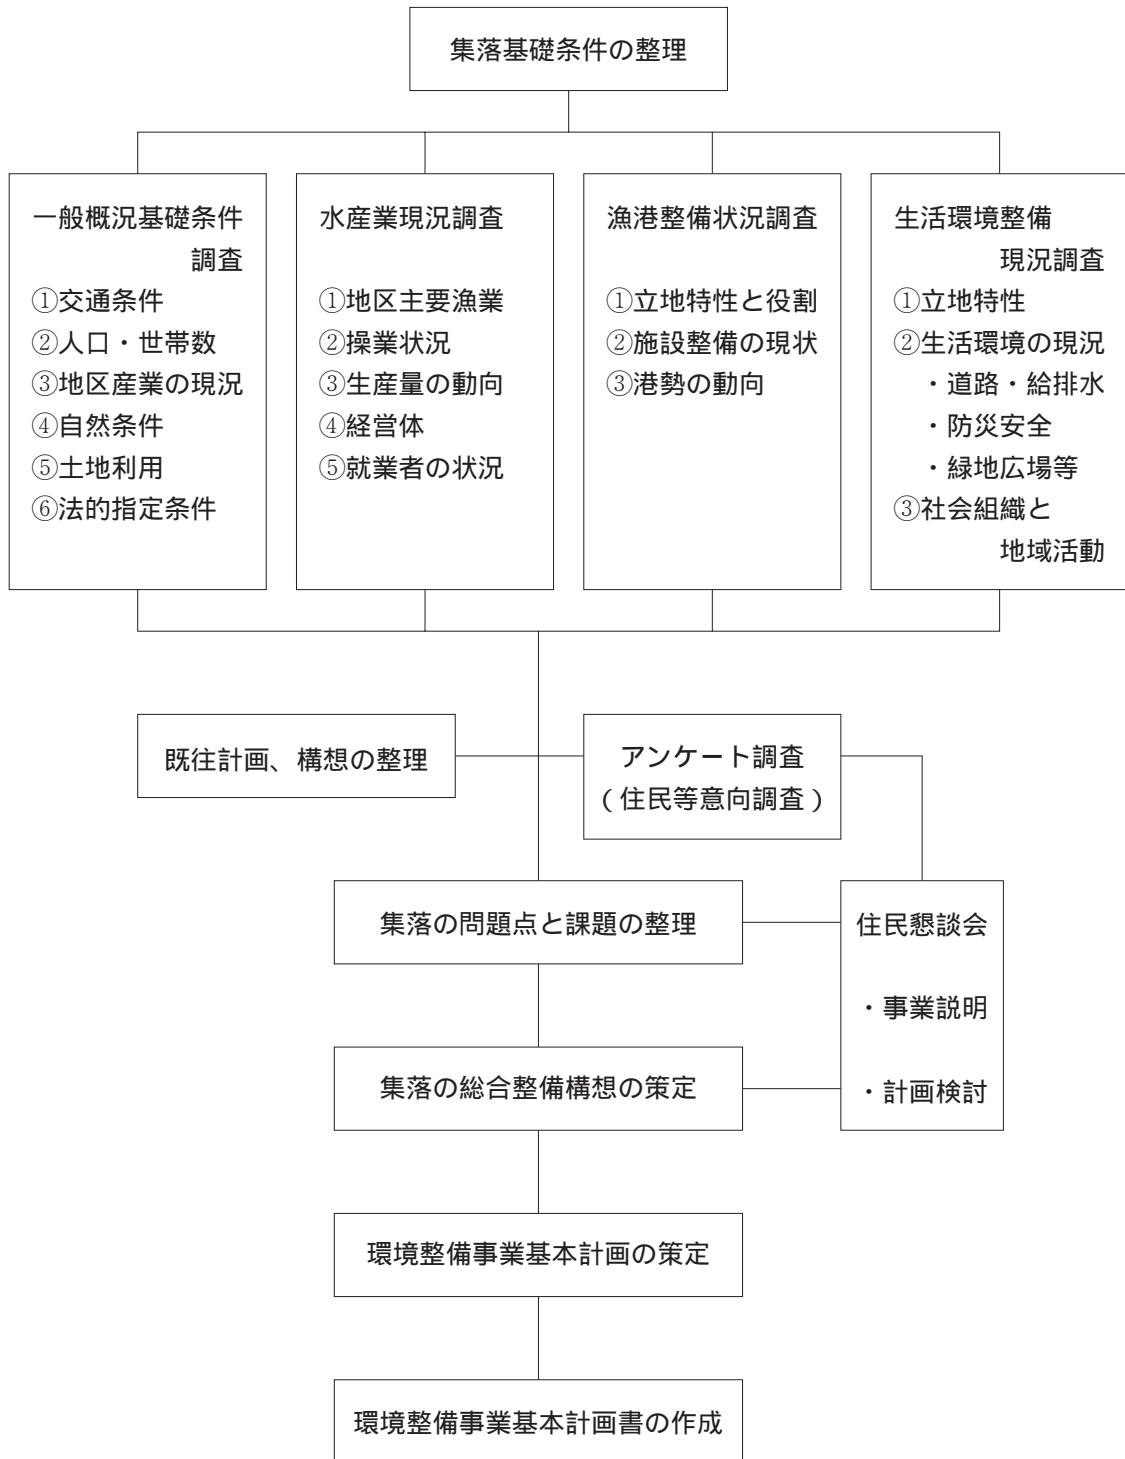 集落基礎条件の整理
一般概況基礎条件
調査
①交通条件
②人口・世帯数
③地区産業の現況
④自然条件
⑤土地利用
⑥法的指定条件
水産業現況調査
①地区主要漁業
②操業状況
③生産量の動向
④経営体
⑤就業者の状況
漁港整備状況調査
①立地特性と役割
②施設整備の現状
③港勢の動向
生活環境整備
現況調査
①立地特性
②生活環境の現況
・道路・給排水
・防災安全
・緑地広場等
③社会組織と
地域活動
既往計画、構想の整理
アンケート調査
(住民等意向調査)
集落の問題点と課題の整理
住民懇談会
・事業説明
・計画検討
集落の総合整備構想の策定
環境整備事業基本計画の策定
環境整備事業基本計画書の作成